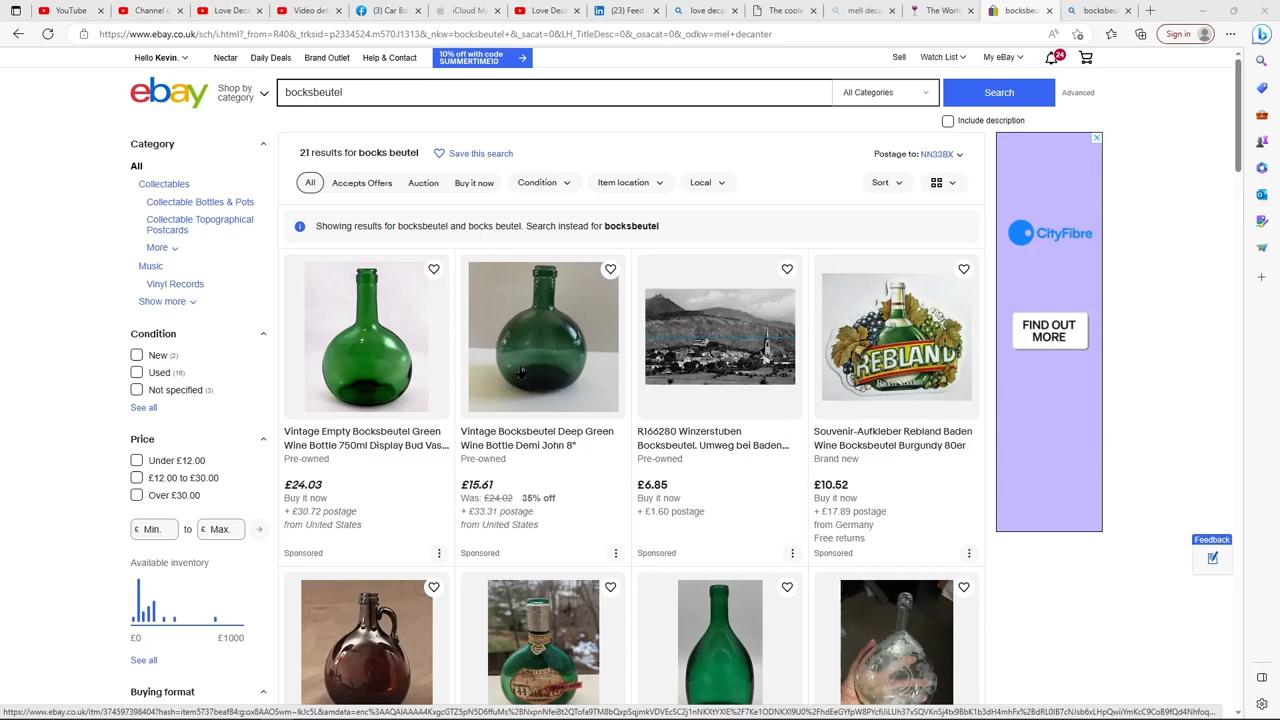 YouTube
Channel c
Love Deca
Video det
(3) Car Bo
iCloud Ma
Love Deca
(23) Feed
love deca
The coole
mell deca
The World
bocksbeu
bocksbeu
https://www.ebay.co.uk/sch/i.html?_from=R40&_trksid=p2334524.m570.l1313&_nkw=bocksbeutel+&_sacat=0&LH_TitleDesc=0&_osacat=0&_odkw=mel+decanter
Sign in
Hello Kevin.
Nectar
Daily Deals
Brand Outlet
Help & Contact
10% off with code
SUMMERTIME10
Sell
Watch List
My eBay
24
ebay
Shop by
category
bocksbeutel
All Categories
Search
Advanced
Include description
Category
All
Collectables
Collectable Bottles & Pots
Collectable Topographical
Postcards
More
Music
Vinyl Records
Show more
Condition
New (2)
Used (16)
Not specified (3)
See all
Price
Under £12.00
£12.00 to £30.00
Over £30.00
£ Min.
to
£ Max.
Available inventory
£0
£1000
See all
Buying format
21 results for bocks beutel
Save this search
Postage to: NN33BX
All
Accepts Offers
Auction
Buy it now
Condition
Item location
Local
Sort
Showing results for bocksbeutel and bocks beutel. Search instead for bocksbeutel
Vintage Empty Bocksbeutel Green
Wine Bottle 750ml Display Bud Vas...
Pre-owned
£24.03
Buy it now
+ £30.72 postage
from United States
Sponsored
Vintage Bocksbeutel Deep Green
Wine Bottle Demi John 8"
Pre-owned
£15.61
Was: £24.02 35% off
+ £33.31 postage
from United States
Sponsored
R166280 Winzerstuben
Bocksbeutel. Umweg bei Baden...
Pre-owned
£6.85
Buy it now
+ £1.60 postage
Sponsored
REBLAND
Baden-Baden
Souvenir-Aufkleber Rebland Baden
Wine Bocksbeutel Burgundy 80er
Brand new
£10.52
Buy it now
+ £17.89 postage
from Germany
Free returns
Sponsored
CityFibre
FIND OUT
MORE
Feedback